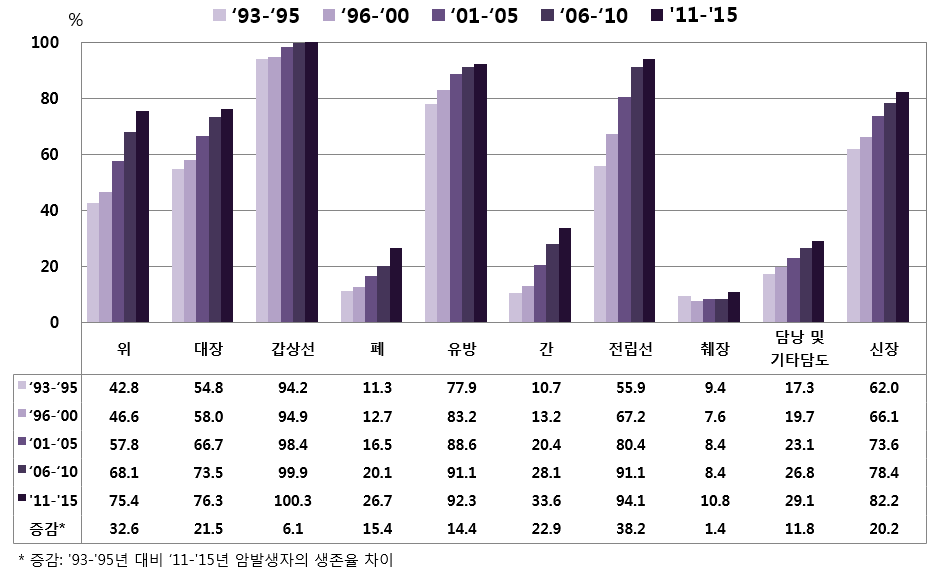 ‘93-‘95 ‘96-‘00 ‘01-‘05 ‘06-‘10 '11-'15
%
100
80
60
40
20
0
위 대장 갑상선 폐 유방 간 전립선 췌장 담낭 및 기타담도 신장
‘93-‘95 42.8 54.8 94.2 11.3 77.9 10.7 55.9 9.4 17.3 62.0
‘96-‘00 46.6 58.0 94.9 12.7 83.2 13.2 67.2 7.6 19.7 66.1
‘01-‘05 57.8 66.7 98.4 16.5 88.6 20.4 80.4 8.4 23.1 73.6
‘06-‘10 68.1 73.5 99.9 20.1 91.1 28.1 91.1 8.4 26.8 78.4
'11-'15 75.4 76.3 100.3 26.7 92.3 33.6 94.1 10.8 29.1 82.2
증감* 32.6 21.5 6.1 15.4 14.4 22.9 38.2 1.4 11.8 20.2
* 증감: '93-'95년 대비 ‘11-'15년 암발생자의 생존율 차이